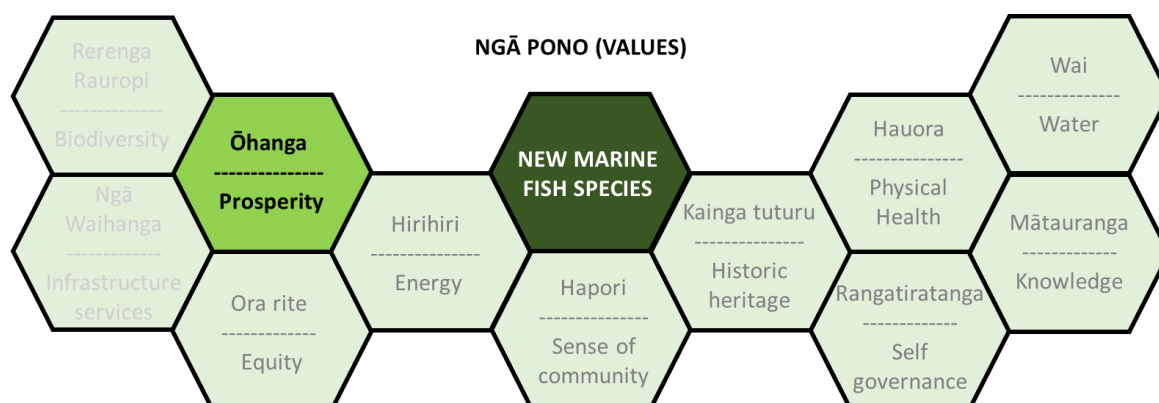 NGĀ PONO (VALUES)
Rerenga
Rauropi
--------------
Biodiversity
Ngā
Waihanga
-------------
Infrastructure
services
Ōhanga
---------------
Prosperity
Ora rite
-------------
Equity
Hirihiri
---------------
Energy
NEW MARINE
FISH SPECIES
Hapori
---------------
Sense of
community
Kainga tuturu
---------------
Historic
heritage
Hauora
---------------
Physical
Health
Rangatiratanga
-------------
Self
governance
Wai
--------------
Water
Mātauranga
-------------
Knowledge